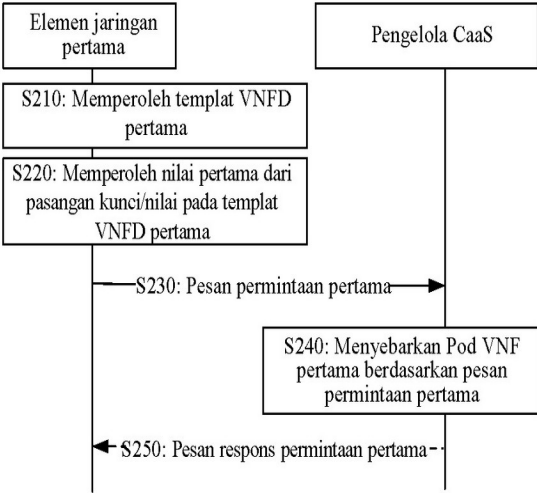 Elemen jaringan
pertama
Pengelola CaaS
S210: Memperoleh templat VNFD
pertama
S220: Memperoleh nilai pertama dari
pasangan kunci/nilai pada templat
VNFD pertama
S230: Pesan permintaan pertama
S240: Menyebarkan Pod VNF
pertama berdasarkan pesan
permintaan pertama
S250: Pesan respons permintaan pertama